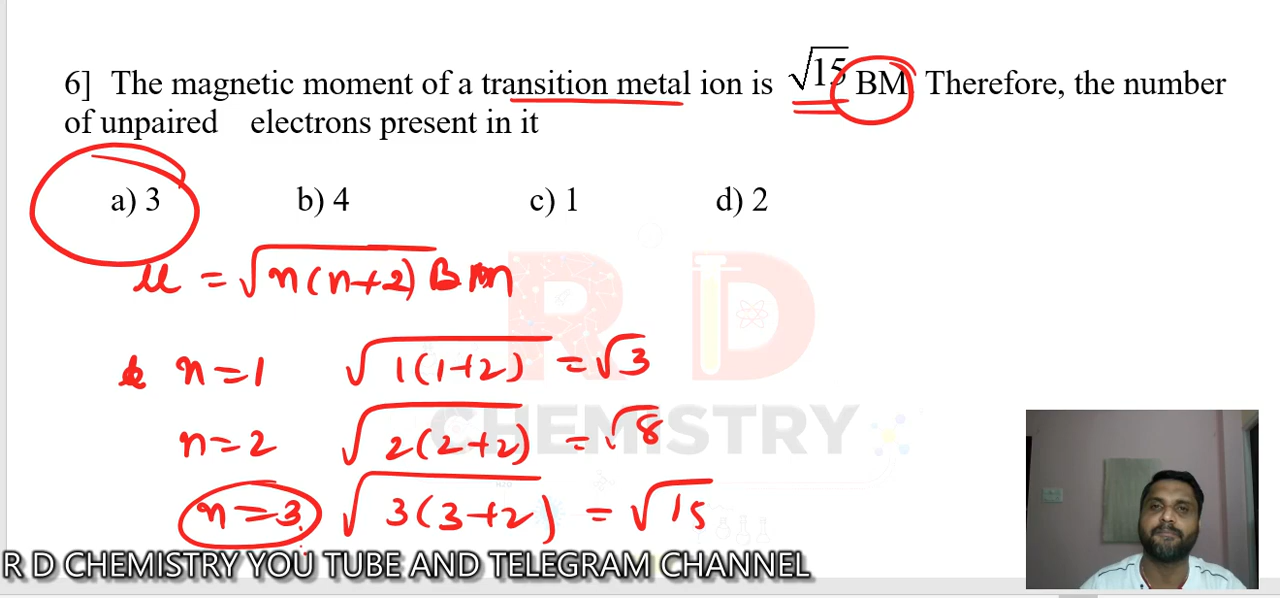 6] The magnetic moment of a transition metal ion is √15 BM. Therefore, the number
of unpaired electrons present in it
a) 3 b) 4 c) 1 d) 2
μ = √n(n+2) BM
n=1 √1(1+2) = √3
n=2 √2(2+2) = √8
n=3 √3(3+2) = √15
R D
CHEMISTRY
R D CHEMISTRY YOU TUBE AND TELEGRAM CHANNEL